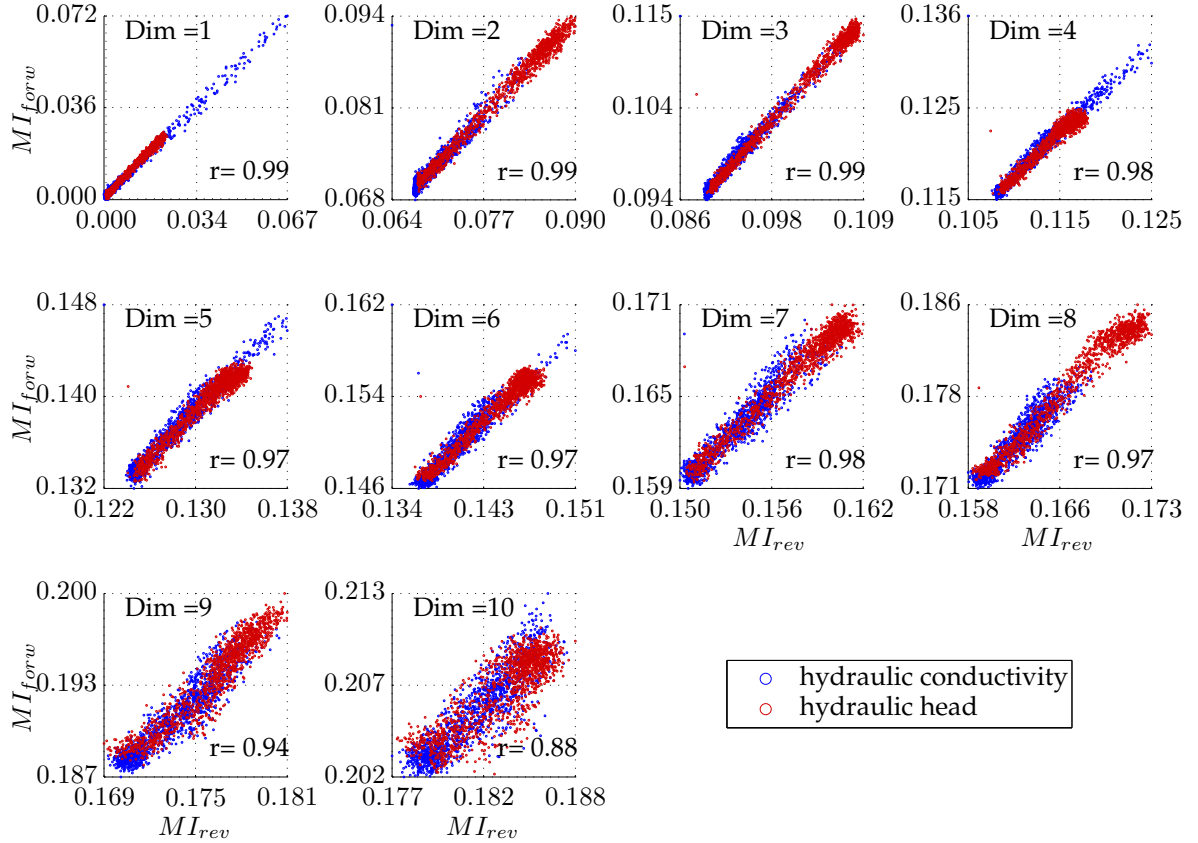 0.072
Dim =1
MI_forw
0.036
r= 0.99
0.000
0.000 0.034 0.067
0.094
Dim =2
0.081
r= 0.99
0.068
0.064 0.077 0.090
0.115
Dim =3
0.104
r= 0.99
0.094
0.086 0.098 0.109
0.136
Dim =4
0.125
r= 0.98
0.115
0.105 0.115 0.125
0.148
Dim =5
MI_forw
0.140
r= 0.97
0.132
0.122 0.130 0.138
0.162
Dim =6
0.154
r= 0.97
0.146
0.134 0.143 0.151
0.171
Dim =7
0.165
r= 0.98
0.159
0.150 0.156 0.162
MI_rev
0.186
Dim =8
0.178
r= 0.97
0.171
0.158 0.166 0.173
MI_rev
0.200
Dim =9
MI_forw
0.193
r= 0.94
0.187
0.169 0.175 0.181
MI_rev
0.213
Dim =10
0.207
r= 0.88
0.202
0.177 0.182 0.188
MI_rev
hydraulic conductivity
hydraulic head